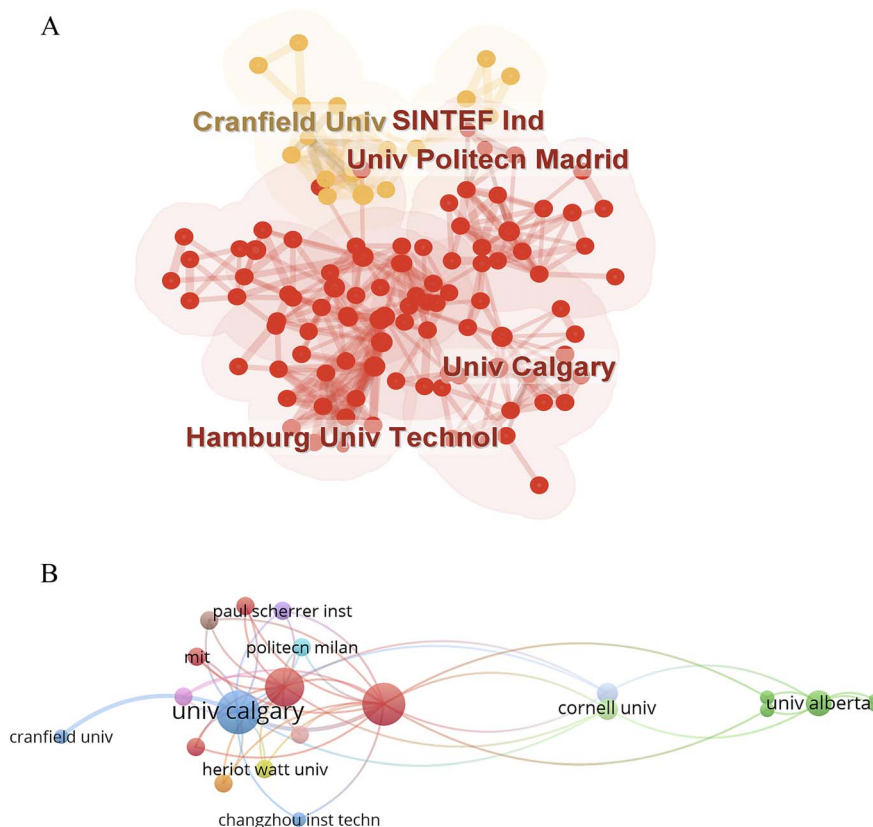 A
Cranfield Univ SINTEF Ind
Univ Politecn Madrid
Univ Calgary
Hamburg Univ Technol
B
paul scherrer inst
politecn milan
mit
univ calgary
cornell univ
univ alberta
cranfield univ
heriot watt univ
changzhou inst techn